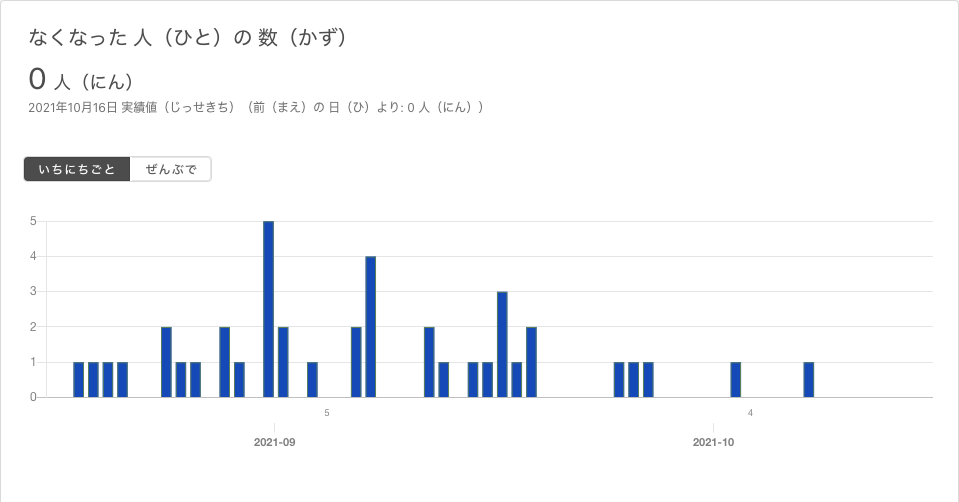 なくなった 人（ひと）の 数（かず）
0 人（にん）
2021年10月16日 実績値（じっせきち）（前（まえ）の 日（ひ）より: 0 人（にん））
いちにちごと ぜんぶで
5
4
3
2
1
0
5 4
2021-09 2021-10